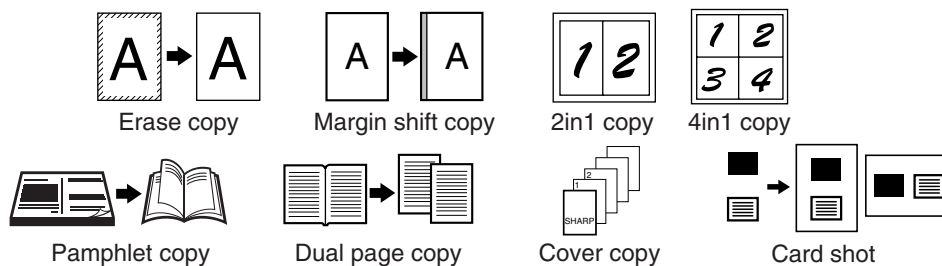 A A
Erase copy
A A
Margin shift copy
1 2
2in1 copy
1 2
3 4
4in1 copy
Pamphlet copy
Dual page copy
2
1
SHARP
Cover copy
Card shot